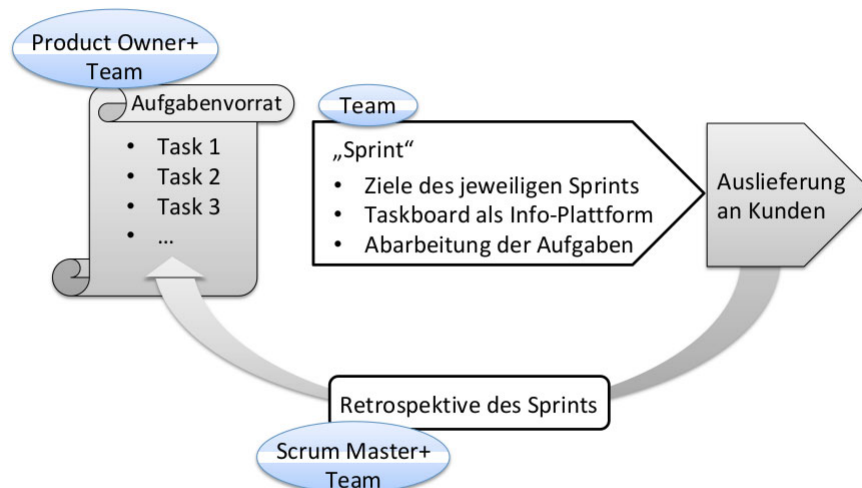 Product Owner+
Team
Aufgabenvorrat
• Task 1
• Task 2
• Task 3
• ...
Team
„Sprint“
• Ziele des jeweiligen Sprints
• Taskboard als Info-Plattform
• Abarbeitung der Aufgaben
Auslieferung
an Kunden
Retrospektive des Sprints
Scrum Master+
Team